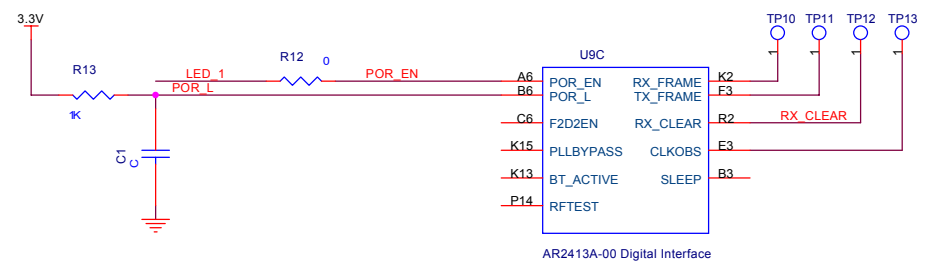 3.3V
TP10 TP11 TP12 TP13
R12 0
U9C
R13
LED_1 POR_EN
1 1 1 1
A6 POR_EN RX_FRAME K2
POR_L
B6 POR_L TX_FRAME F3
1K
C6 F2D2EN RX_CLEAR R2 RX_CLEAR
C1 C
K15 PLLBYPASS CLKOBS E3
K13 BT_ACTIVE SLEEP B3
P14 RFTEST
AR2413A-00 Digital Interface